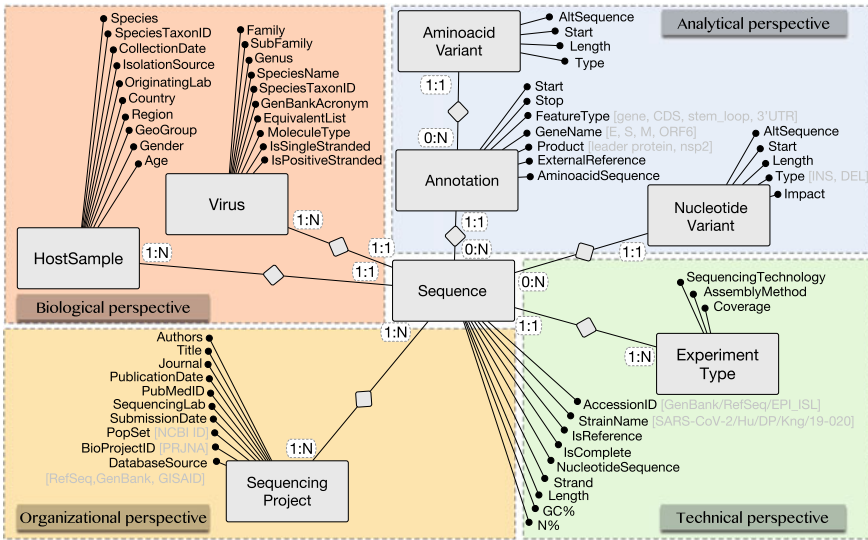 Species
SpeciesTaxonID
CollectionDate
IsolationSource
OriginatingLab
Country
Region
GeoGroup
Gender
Age
HostSample
1:N
Family
SubFamily
Genus
SpeciesName
SpeciesTaxonID
GenBankAcronym
EquivalentList
MoleculeType
IsSingleStranded
IsPositiveStranded
Virus
1:N
1:1
1:1
Biological perspective
Analytical perspective
Aminoacid
Variant
AltSequence
Start
Length
Type
1:1
0:N
Start
Stop
FeatureType [gene, CDS, stem_loop, 3'UTR]
GeneName [E, S, M, ORF6]
Product [leader protein, nsp2]
ExternalReference
AminoacidSequence
Annotation
1:1
0:N
AltSequence
Start
Length
Type [INS, DEL]
Impact
Nucleotide
Variant
1:1
0:N
Sequence
1:N
1:1
SequencingTechnology
AssemblyMethod
Coverage
Experiment
Type
1:N
AccessionID [GenBank/RefSeq/EPI_ISL]
StrainName [SARS-CoV-2/Hu/DP/Kng/19-020]
IsReference
IsComplete
NucleotideSequence
Strand
Length
GC%
N%
Technical perspective
Authors
Title
Journal
PublicationDate
PubMedID
SequencingLab
SubmissionDate
PopSet [NCBI ID]
BioProjectID [PRJNA]
DatabaseSource
[RefSeq,GenBank, GISAID]
1:N
Sequencing
Project
Organizational perspective